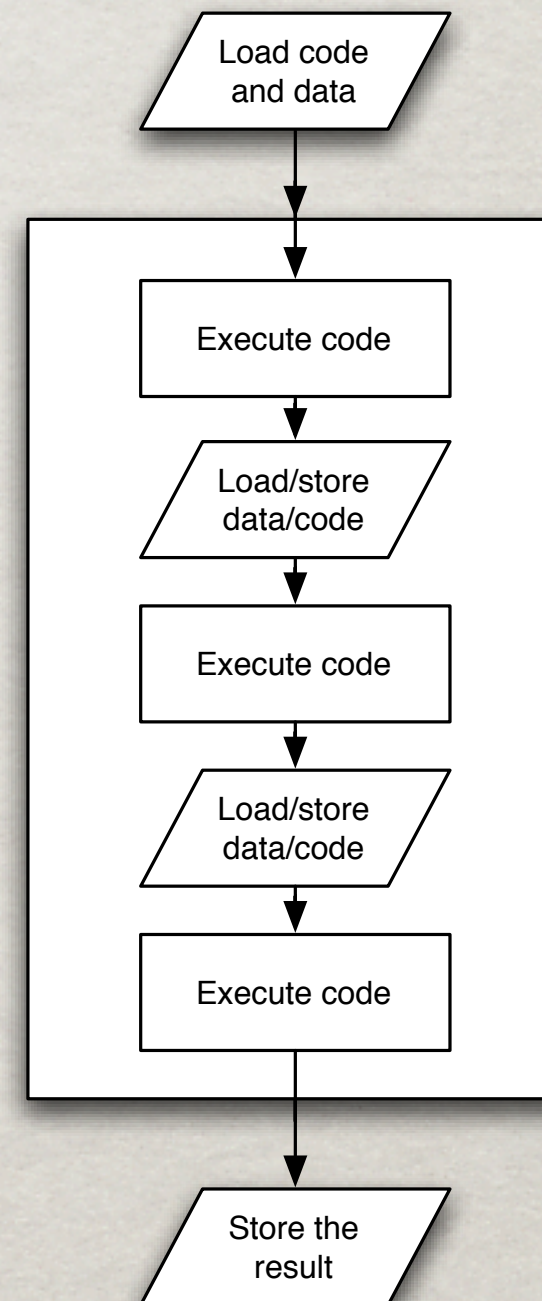 Load code
and data
Execute code
Load/store
data/code
Execute code
Load/store
data/code
Execute code
Store the
result